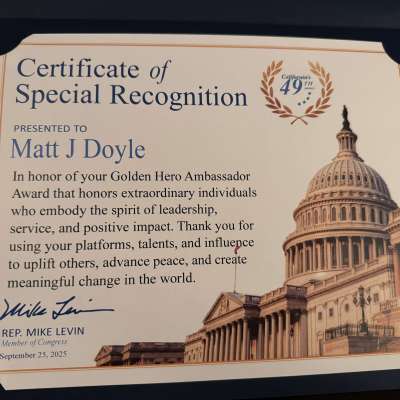 Certificate of
Special Recognition
California's
49TH
PRESENTED TO
Matt J Doyle
In honor of your Golden Hero Ambassador
Award that honors extraordinary individuals
who embody the spirit of leadership,
service, and positive impact. Thank you for
using your platforms, talents, and influence
to uplift others, advance peace, and create
meaningful change in the world.
Mike Levin
REP. MIKE LEVIN
Member of Congress
September 25, 2025